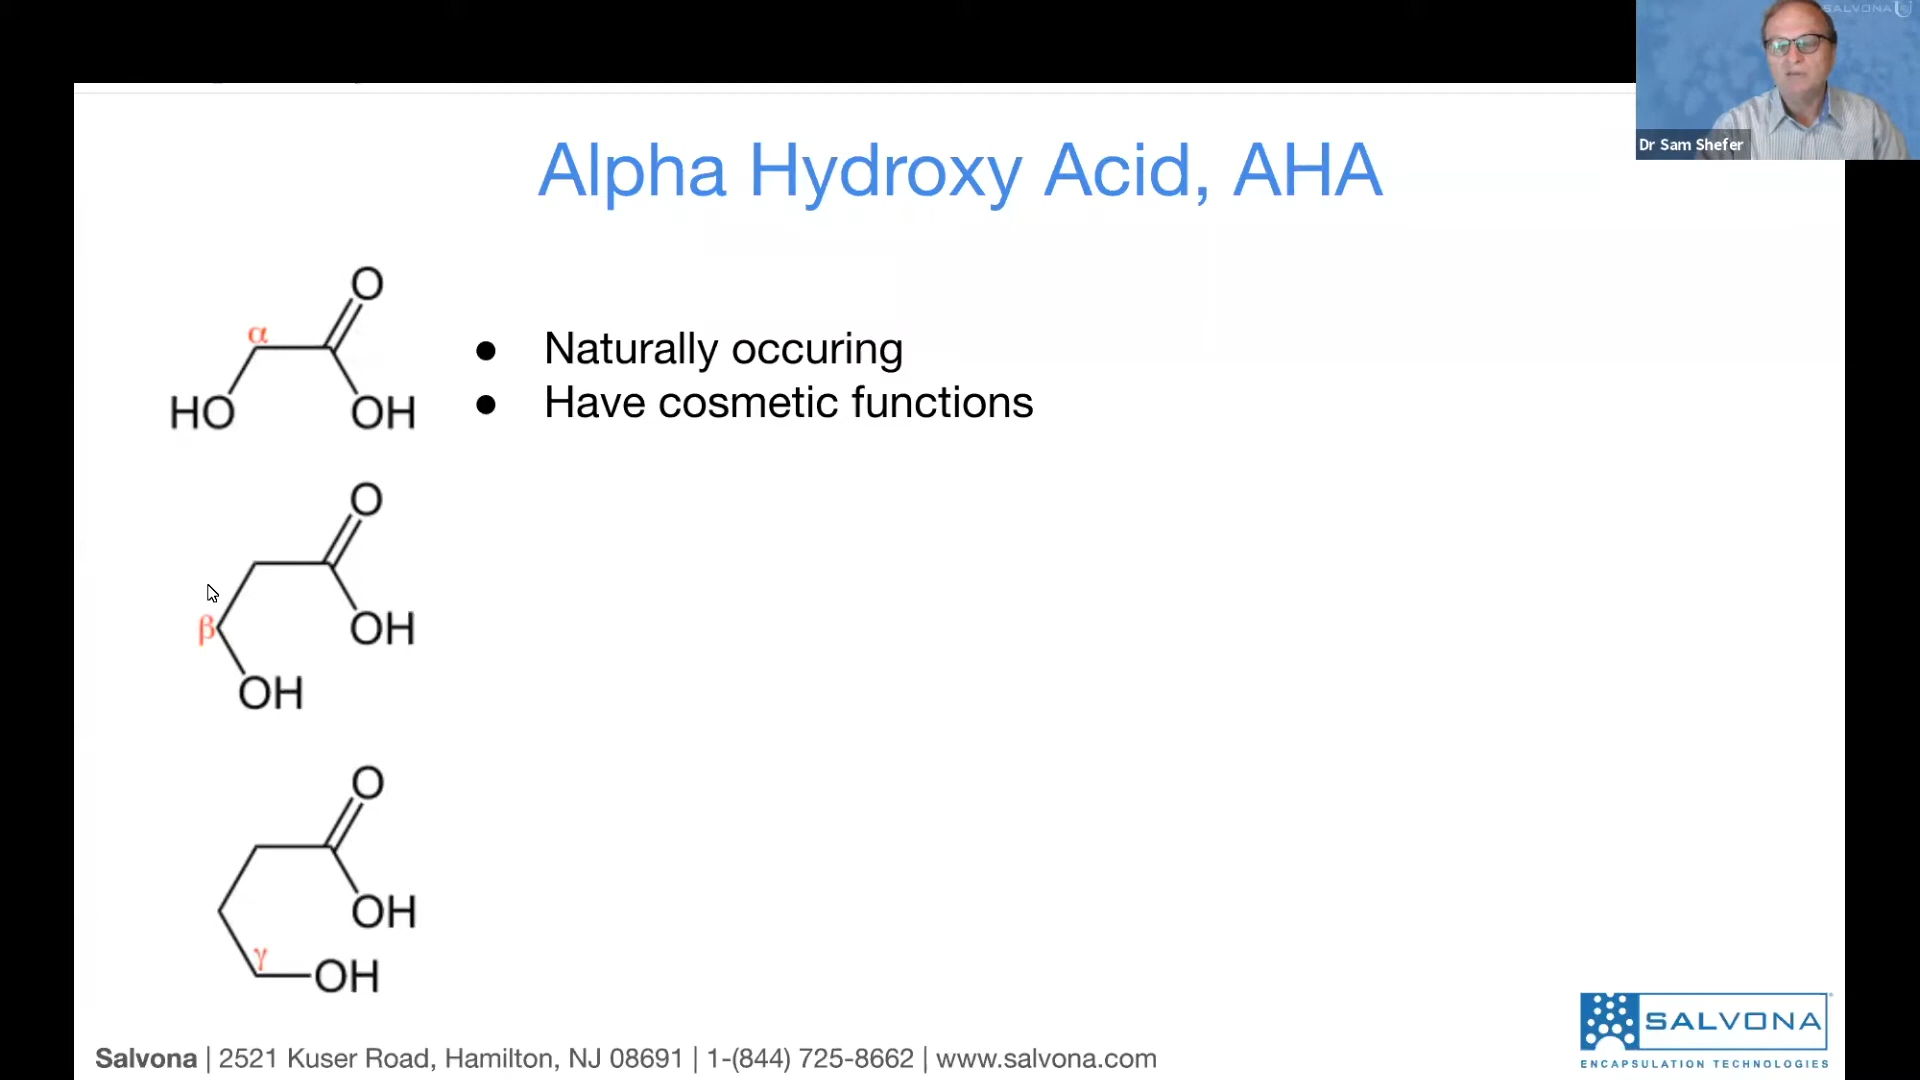 SALVONA U
Dr Sam Shefer
Alpha Hydroxy Acid, AHA
O
α
HO
OH
● Naturally occuring
● Have cosmetic functions
O
β
OH
OH
O
OH
γ
OH
Salvona | 2521 Kuser Road, Hamilton, NJ 08691 | 1-(844) 725-8662 | www.salvona.com
SALVONA
ENCAPSULATION TECHNOLOGIES